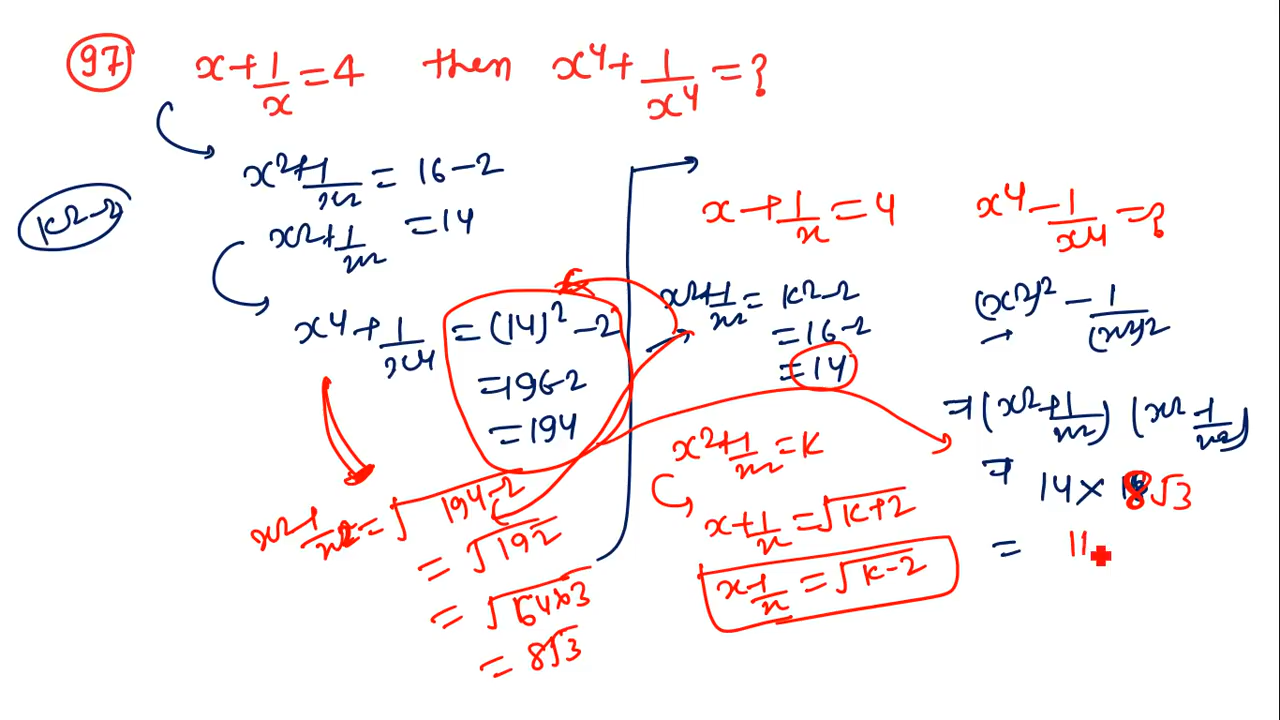 97 x+1/x=4 then x⁴+1/x⁴=?
x²+1/x²=16-2
k²-2
x²+1/x²=14
x⁴+1/x⁴=(14)²-2
=196-2
=194
x²-1/x²=√194-2
=√192
=√64×3
=8√3
x+1/x=4 x⁴-1/x⁴=?
x²+1/x²=k²-2
=16-2
=14
x²+1/x²=k
x+1/x=√k+2
x-1/x=√k-2
(x²)²-1/(x²)2
⇒(x²+1/x²)(x²-1/x2)
⇒14×8√3
=11